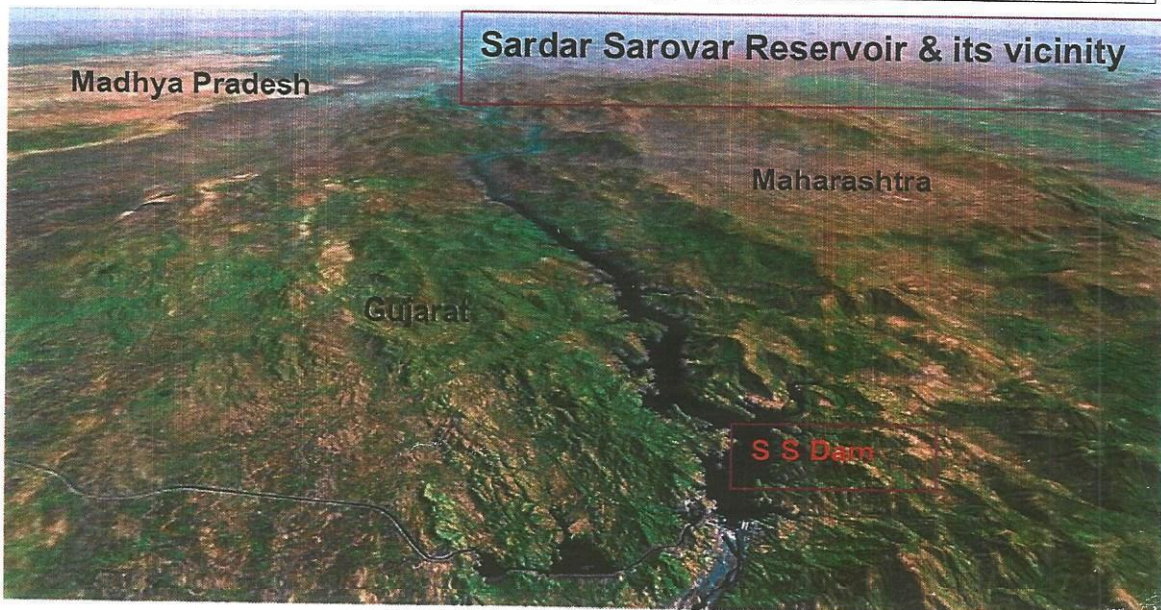 Sardar Sarovar Reservoir & its vicinity
Madhya Pradesh
Maharashtra
Gujarat
S S Dam